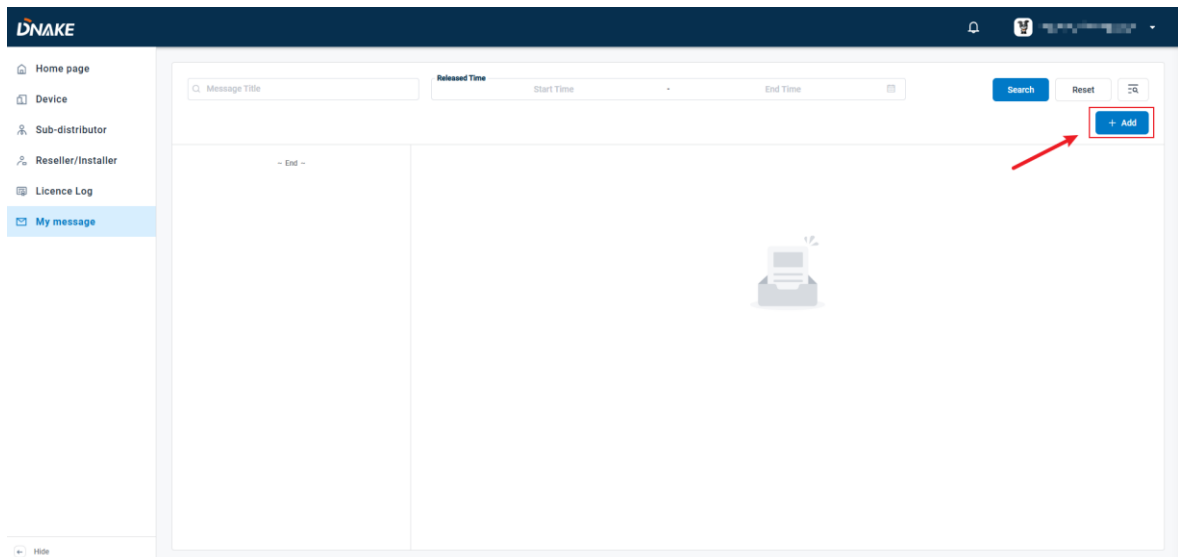 DNAKE
Home page
Device
Sub-distributor
Reseller/Installer
Licence Log
My message
Hide
Message Title
Released Time
Start Time - End Time
Search
Reset
+ Add
-- End --